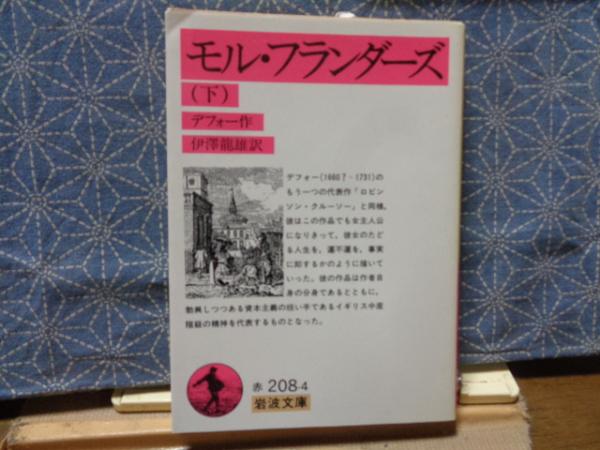 モル・フランダーズ
(下)
デフォー作
伊澤龍雄訳
デフォー(1660?-1731)の
もう一つの代表作「ロビン
ソン・クルーソー」と同様,
彼はこの作品でも女主人公
になりきって,彼女のたど
る人生を,運不運を,事実
に即するかのように描いて
いった.彼の作品は作者自
身の分身であるとともに,
勃興しつつある資本主義の担い手であるイギリス中産
階級の精神を代表するものとなった.
赤 208-4
岩波文庫